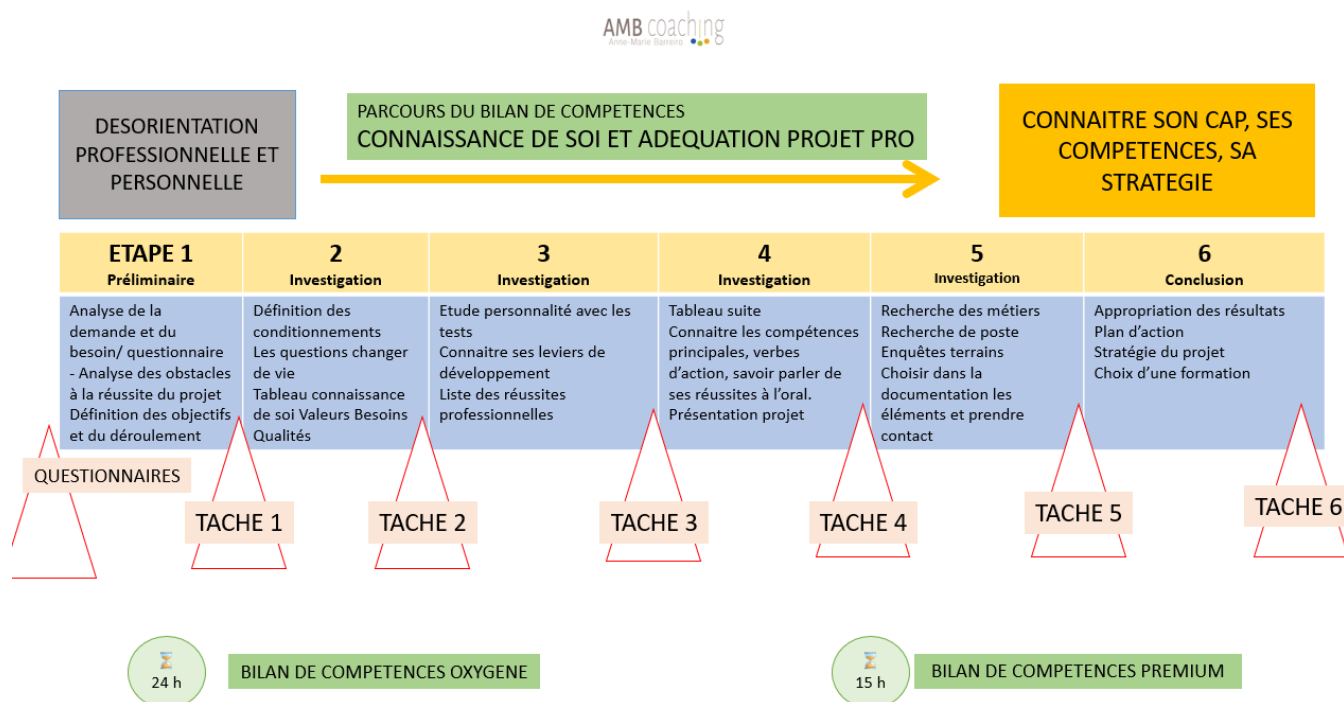 AMB coaching
Anne-Marie Barreiro
DESORIENTATION
PROFESSIONNELLE ET
PERSONNELLE
PARCOURS DU BILAN DE COMPETENCES
CONNAISSANCE DE SOI ET ADEQUATION PROJET PRO
CONNAITRE SON CAP, SES
COMPETENCES, SA
STRATEGIE
ETAPE 1
Préliminaire
Analyse de la
demande et du
besoin/ questionnaire
- Analyse des obstacles
à la réussite du projet
Définition des objectifs
et du déroulement
2
Investigation
Définition des
conditionnements
Les questions changer
de vie
Tableau connaissance
de soi Valeurs Besoins
Qualités
3
Investigation
Etude personnalité avec les
tests
Connaitre ses leviers de
développement
Liste des réussites
professionnelles
4
Investigation
Tableau suite
Connaitre les compétences
principales, verbes
d'action, savoir parler de
ses réussites à l'oral.
Présentation projet
5
Investigation
Recherche des métiers
Recherche de poste
Enquêtes terrains
Choisir dans la
documentation les
éléments et prendre
contact
6
Conclusion
Appropriation des résultats
Plan d'action
Stratégie du projet
Choix d'une formation
QUESTIONNAIRES
TACHE 1
TACHE 2
TACHE 3
TACHE 4
TACHE 5
TACHE 6
24 h
BILAN DE COMPETENCES OXYGENE
15 h
BILAN DE COMPETENCES PREMIUM